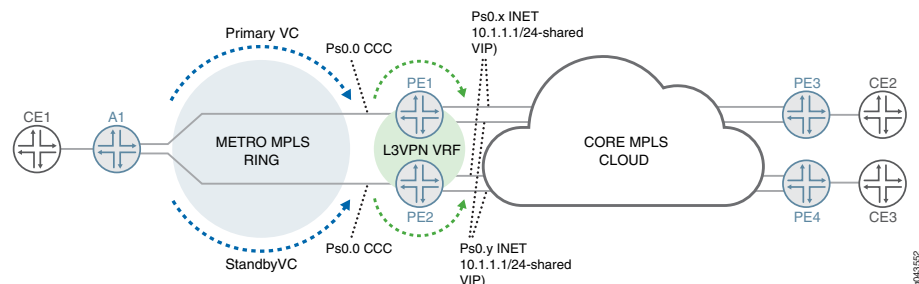 Primary VC
Ps0.0 CCC
Ps0.x INET
10.1.1.1/24-shared
VIP)
CE1
A1
PE1
PE3
CE2
METRO MPLS
RING
L3VPN VRF
CORE MPLS
CLOUD
PE2
PE4
CE3
StandbyVC
Ps0.0 CCC
Ps0.y INET
10.1.1.1/24-shared
VIP)
g043552